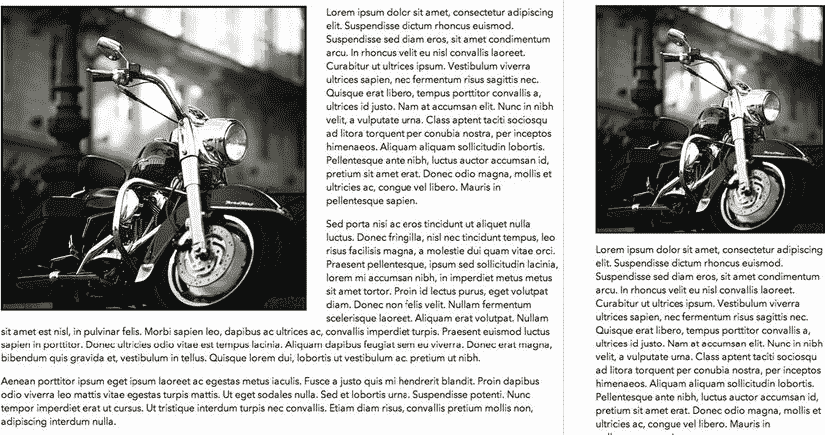 Lorem ipsum dolor sit amet, consectetur adipiscing
elit. Suspendisse dictum rhoncus euismod.
Suspendisse sed diam eros, sit amet condimentum
arcu. In rhoncus velit eu nisl convallis laoreet.
Curabitur ut ultrices ipsum. Vestibulum viverra
ultrices sapien, nec fermentum risus sagittis nec.
Quisque erat libero, tempus porttitor convallis a,
ultrices id justo. Nam at accumsan elit. Nunc in nibh
velit, a vulputate urna. Class aptent taciti sociosqu
ad litora torquent per conubia nostra, per inceptos
himenaeos. Aliquam aliquam sollicitudin lobortis.
Pellentesque ante nibh, luctus auctor accumsan id,
pretium sit amet erat. Donec odio magna, mollis et
ultricies ac, congue vel libero. Mauris in
pellentesque sapien.
Sed porta nisi ac eros tincidunt ut aliquet nulla
luctus. Donec fringilla, nisl nec tincidunt tempus, leo
risus facilisis magna, a molestie dui quam vitae orci.
Praesent pellentesque, ipsum sed sollicitudin lacinia,
lorem mi accumsan nibh, in imperdiet metus metus
sit amet tortor. Proin id lectus purus, eget volutpat
diam. Donec non felis velit. Nullam fermentum
scelerisque laoreet. Aliquam erat volutpat. Nullam
sit amet est nisl, in pulvinar felis. Morbi sapien leo, dapibus ac ultrices ac, convallis imperdiet turpis. Praesent euismod luctus
sapien in porttitor. Donec ultricies odio vitae est tempus lacinia. Aliquam dapibus feugiat sem eu viverra. Donec erat magna,
bibendum quis gravida et, vestibulum in tellus. Quisque lorem dui, lobortis ut vestibulum ac, pretium ut nibh.
Aenean porttitor ipsum eget ipsum laoreet ac egestas metus iaculis. Fusce a justo quis mi hendrerit blandit. Proin dapibus
odio viverra leo mattis vitae egestas turpis mattis. Ut eget sodales nulla. Sed et lobortis urna. Suspendisse potenti. Nunc
tempor imperdiet erat ut cursus. Ut tristique interdum turpis nec convallis. Etiam diam risus, convallis pretium mollis non,
adipiscing interdum nulla.
Lorem ipsum dolor sit amet, consectetur adipiscing
elit. Suspendisse dictum rhoncus euismod.
Suspendisse sed diam eros, sit amet condimentum
arcu. In rhoncus velit eu nisl convallis laoreet.
Curabitur ut ultrices ipsum. Vestibulum viverra
ultrices sapien, nec fermentum risus sagittis nec.
Quisque erat libero, tempus porttitor convallis a,
ultrices id justo. Nam at accumsan elit. Nunc in nibh
velit, a vulputate urna. Class aptent taciti sociosqu
ad litora torquent per conubia nostra, per inceptos
himenaeos. Aliquam aliquam sollicitudin lobortis.
Pellentesque ante nibh, luctus auctor accumsan id,
pretium sit amet erat. Donec odio magna, mollis et
ultricies ac, congue vel libero. Mauris in